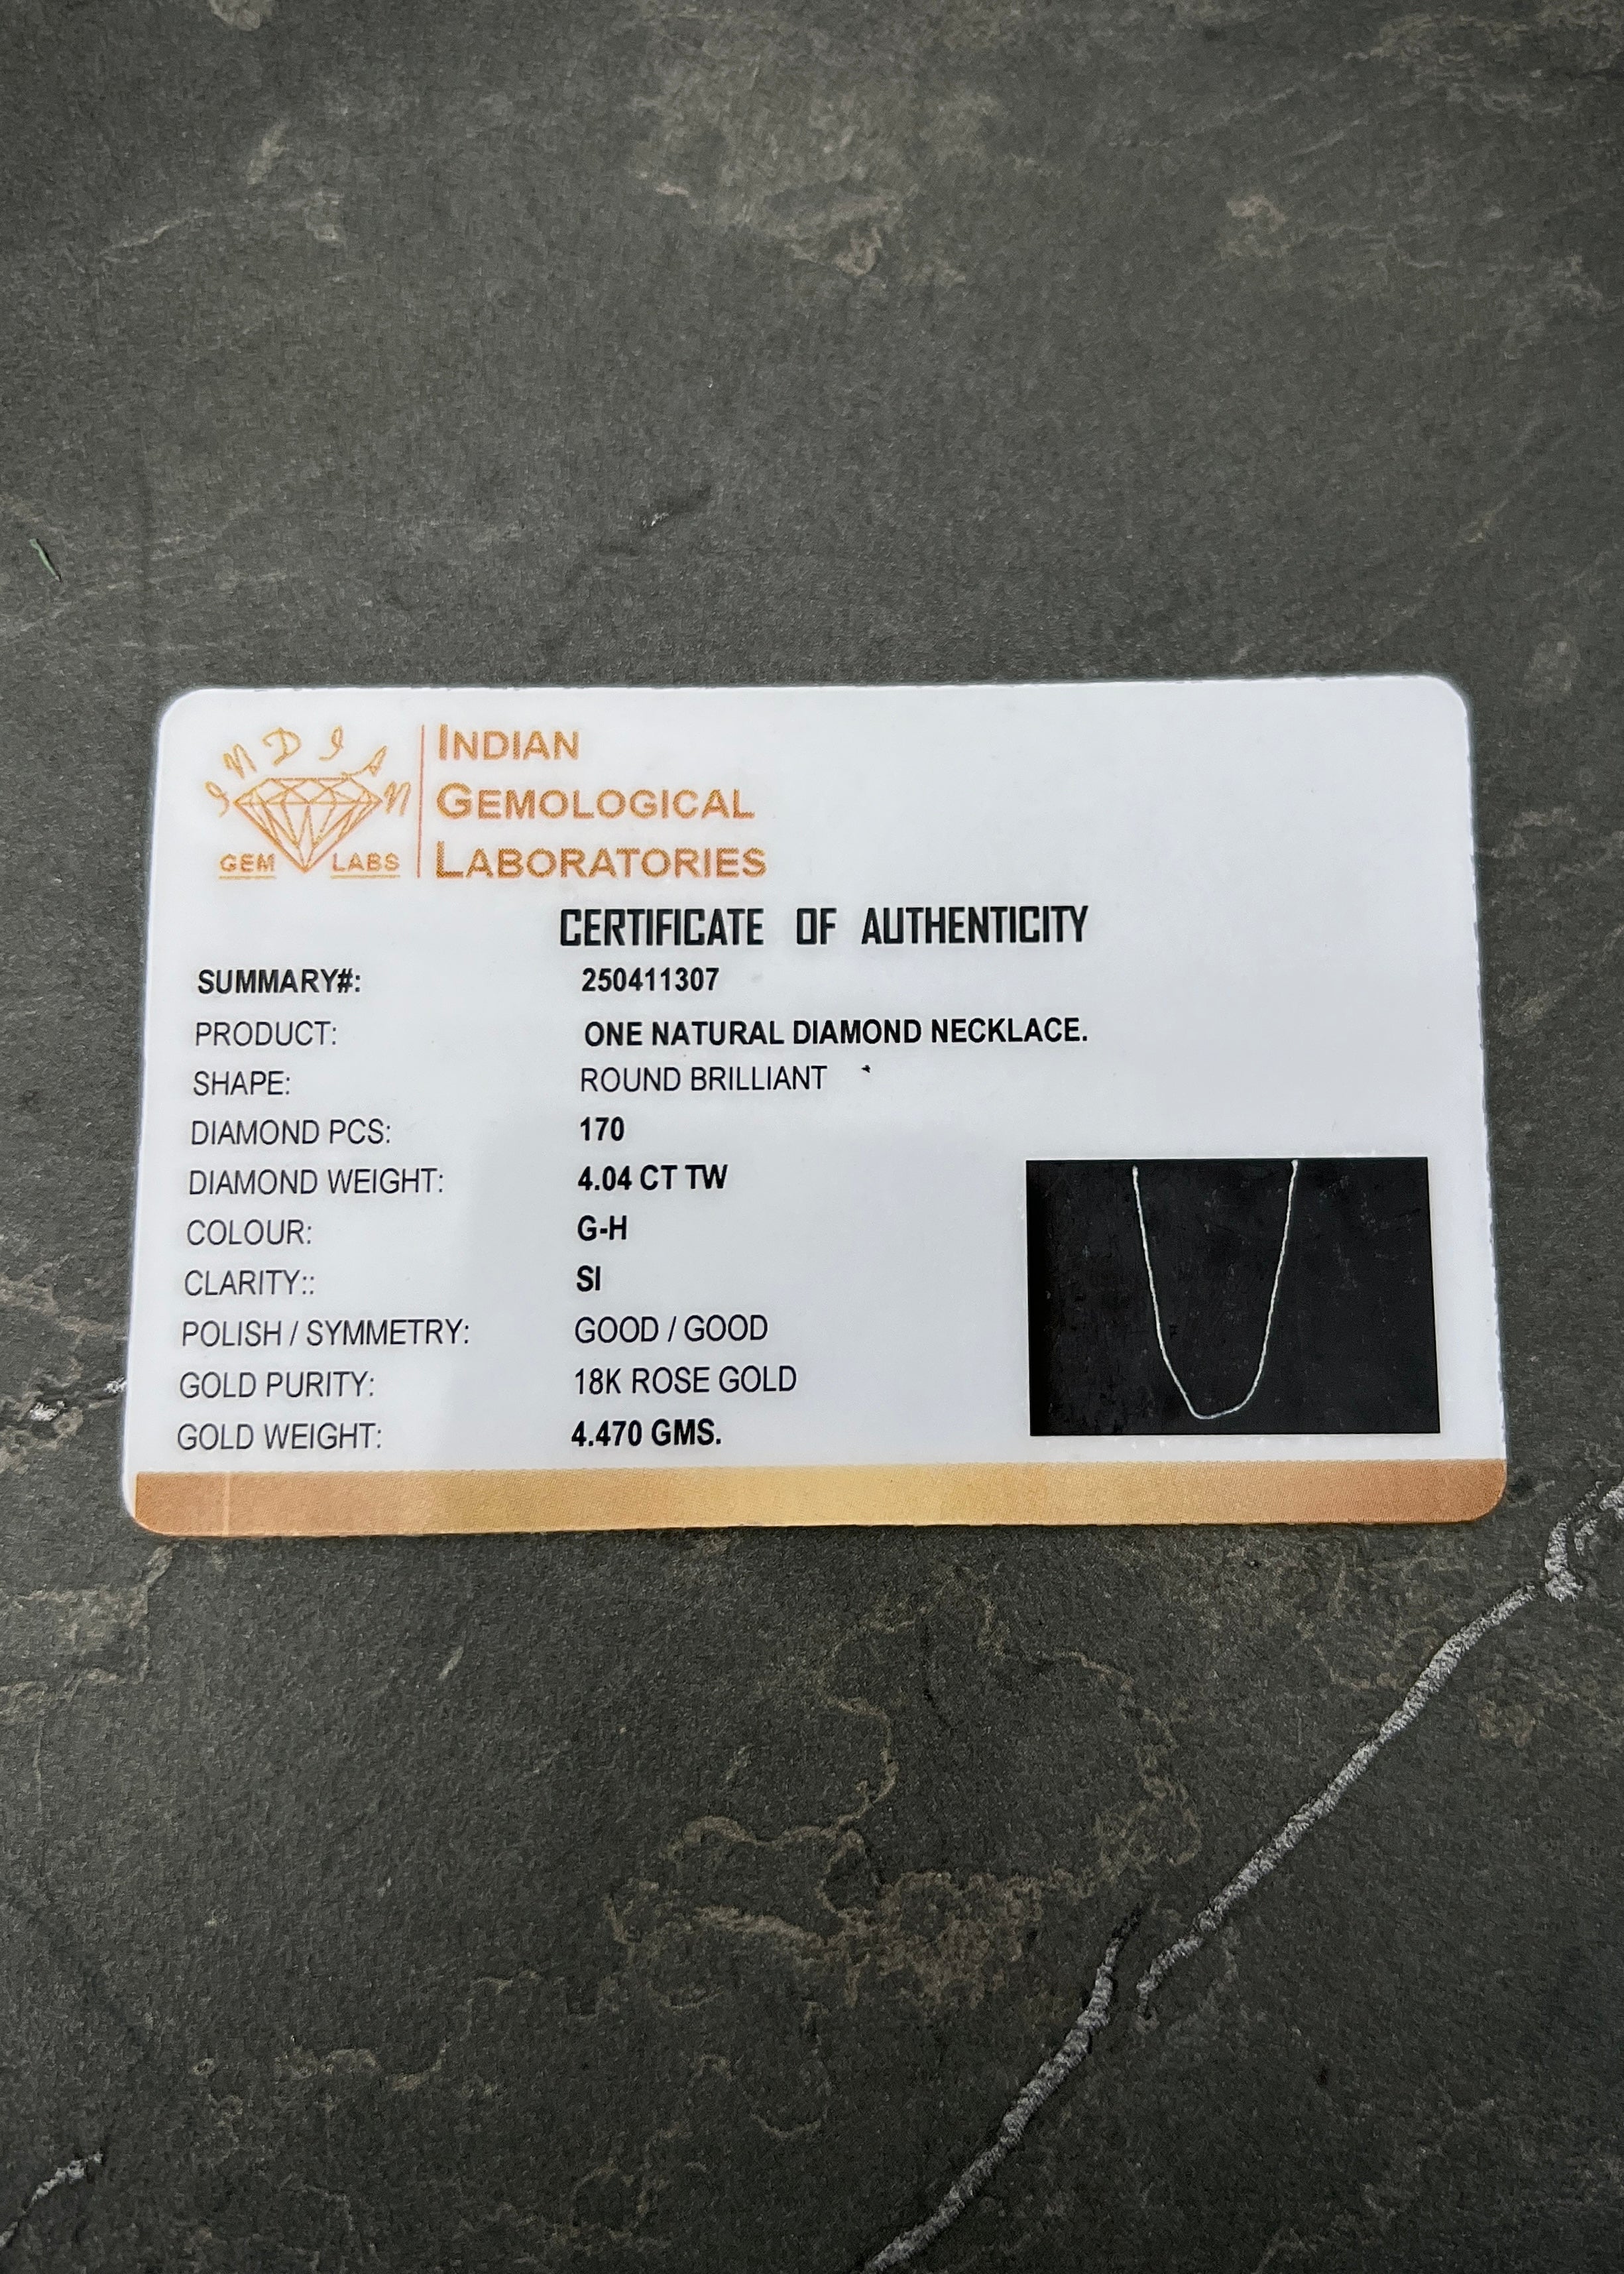 INDIAN
GEM LABS
INDIAN
GEMOLOGICAL
LABORATORIES
CERTIFICATE OF AUTHENTICITY
SUMMARY#: 250411307
PRODUCT: ONE NATURAL DIAMOND NECKLACE.
SHAPE: ROUND BRILLIANT
DIAMOND PCS: 170
DIAMOND WEIGHT: 4.04 CT TW
COLOUR: G-H
CLARITY:: SI
POLISH / SYMMETRY: GOOD / GOOD
GOLD PURITY: 18K ROSE GOLD
GOLD WEIGHT: 4.470 GMS.